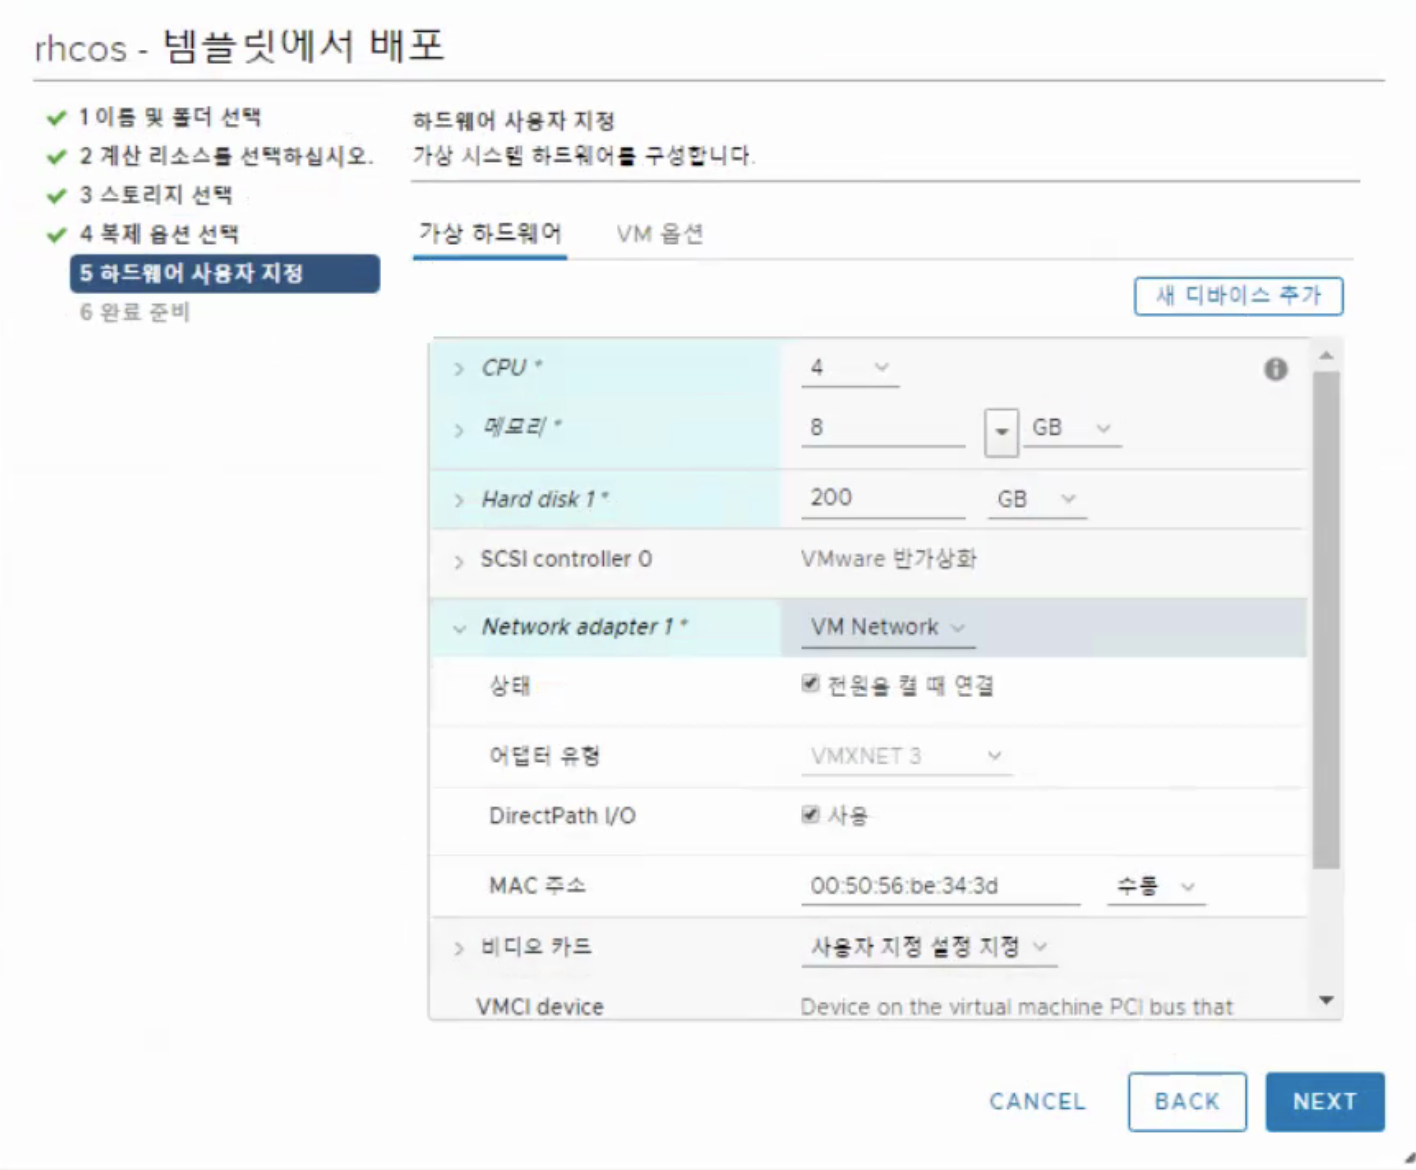 rhcos - 템플릿에서 배포
1 이름 및 폴더 선택
2 계산 리소스를 선택하십시오.
3 스토리지 선택
4 복제 옵션 선택
5 하드웨어 사용자 지정
6 완료 준비
하드웨어 사용자 지정
가상 시스템 하드웨어를 구성합니다.
가상 하드웨어 VM 옵션
새 디바이스 추가
CPU * 4
메모리 * 8 GB
Hard disk 1 * 200 GB
SCSI controller 0 VMware 반가상화
Network adapter 1 * VM Network
상태 전원을 켤 때 연결
어댑터 유형 VMXNET 3
DirectPath I/O 사용
MAC 주소 00:50:56:be:34:3d 수동
비디오 카드 사용자 지정 설정 지정
VMCI device Device on the virtual machine PCI bus that
CANCEL BACK NEXT